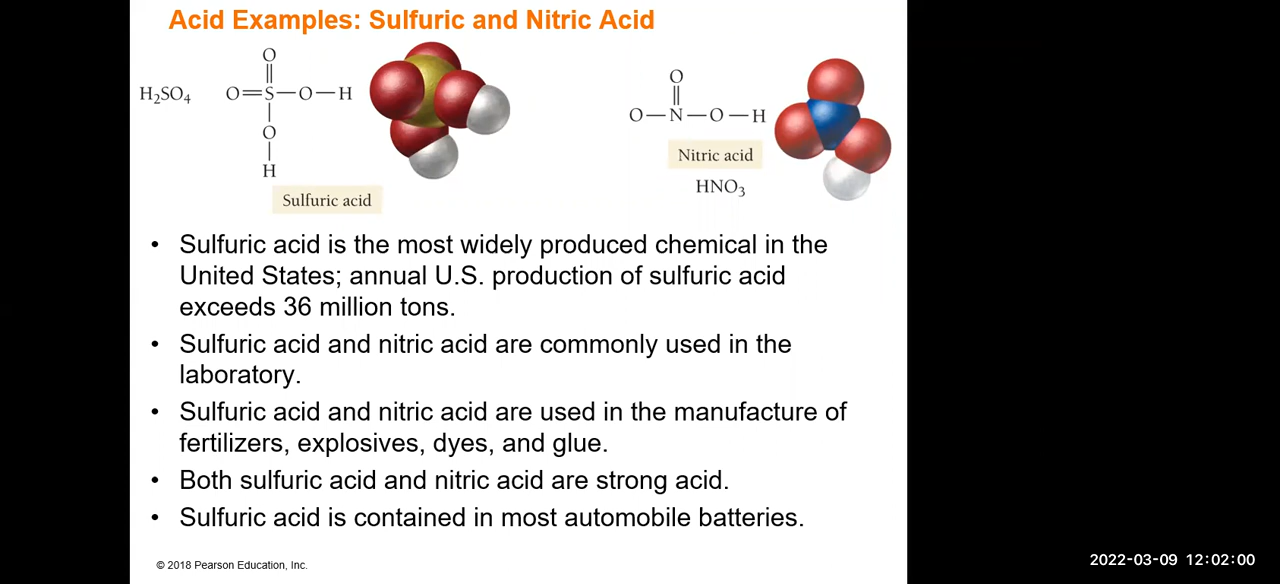 Acid Examples: Sulfuric and Nitric Acid
H₂SO₄
O
O=S—O—H
O
H
Sulfuric acid
O
O—N—O—H
Nitric acid
HNO₃
• Sulfuric acid is the most widely produced chemical in the
United States; annual U.S. production of sulfuric acid
exceeds 36 million tons.
• Sulfuric acid and nitric acid are commonly used in the
laboratory.
• Sulfuric acid and nitric acid are used in the manufacture of
fertilizers, explosives, dyes, and glue.
• Both sulfuric acid and nitric acid are strong acid.
• Sulfuric acid is contained in most automobile batteries.
© 2018 Pearson Education, Inc.
2022-03-09 12:02:00